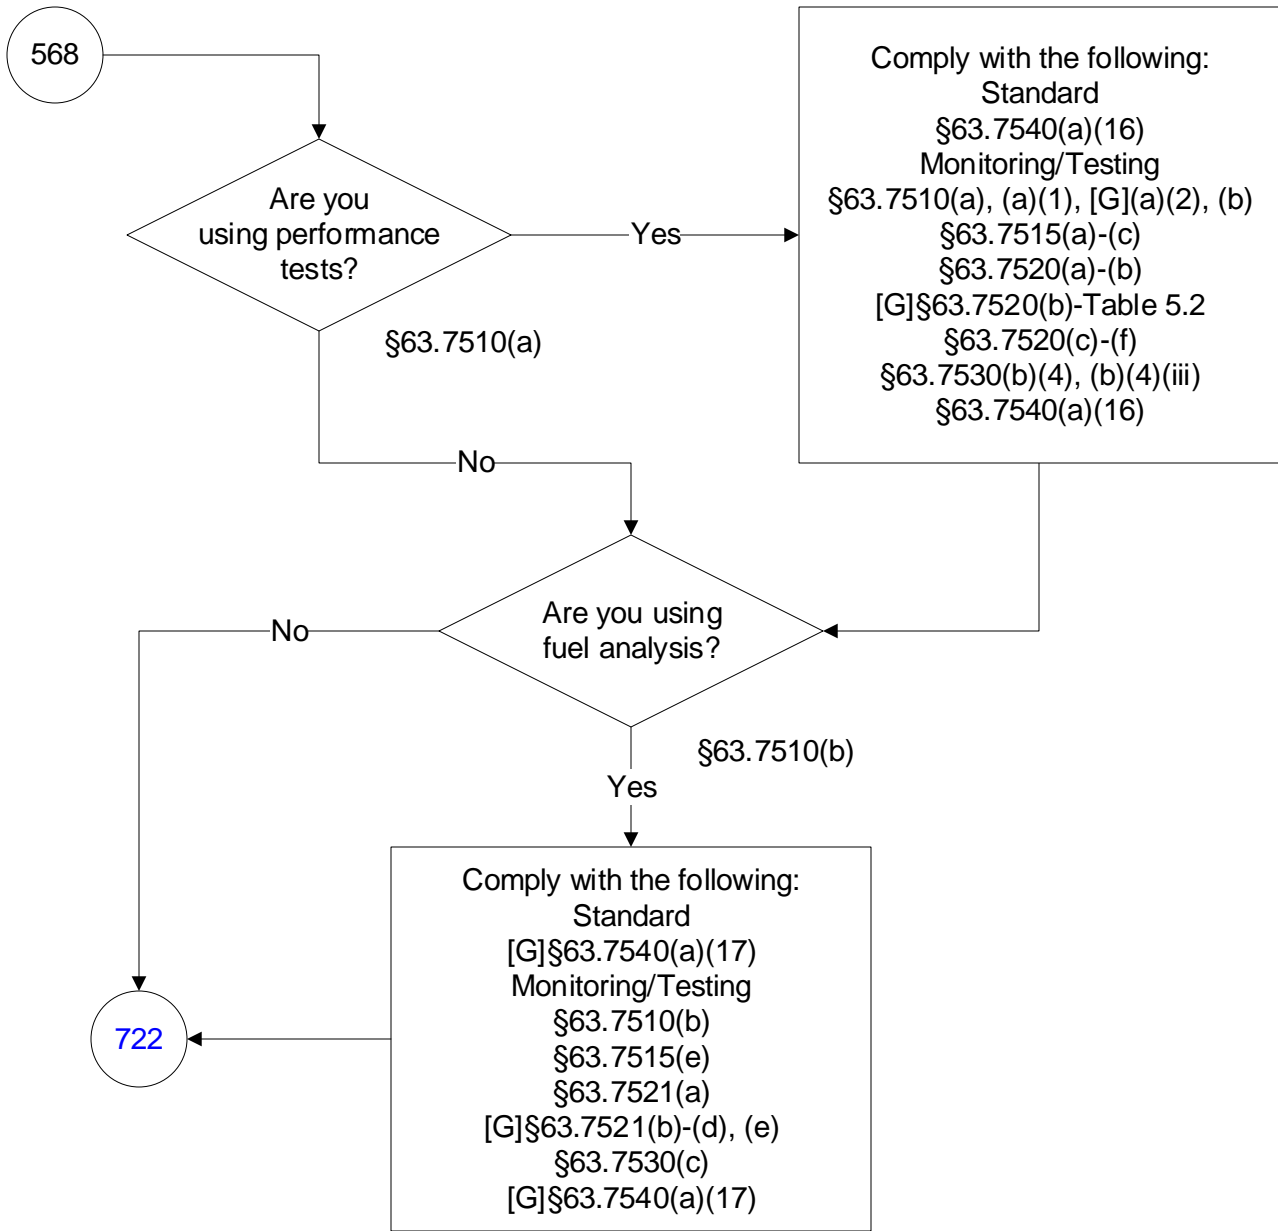 568
Are you
using performance
tests?
§63.7510(a)
Yes
Comply with the following:
Standard
§63.7540(a)(16)
Monitoring/Testing
§63.7510(a), (a)(1), [G](a)(2), (b)
§63.7515(a)-(c)
§63.7520(a)-(b)
[G]§63.7520(b)-Table 5.2
§63.7520(c)-(f)
§63.7530(b)(4), (b)(4)(iii)
§63.7540(a)(16)
No
Are you using
fuel analysis?
§63.7510(b)
No
Yes
Comply with the following:
Standard
[G]§63.7540(a)(17)
Monitoring/Testing
§63.7510(b)
§63.7515(e)
§63.7521(a)
[G]§63.7521(b)-(d), (e)
§63.7530(c)
[G]§63.7540(a)(17)
722